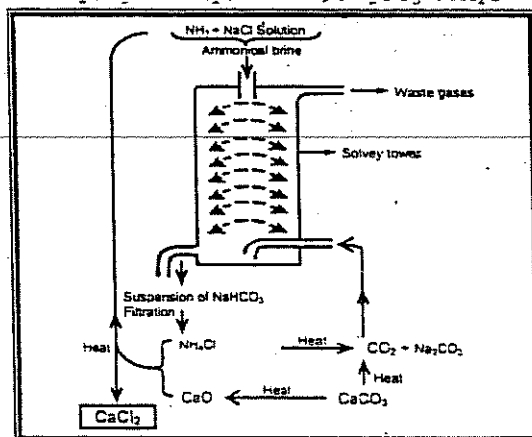 NH3 + NaCl Solution
Ammonical brine
Waste gases
Solvey tower
Suspension of NaHCO3
Filtration
NH4Cl
Heat
CO2 + Na2CO3
Heat
Heat
CaO
Heat
CaCO3
CaCl2